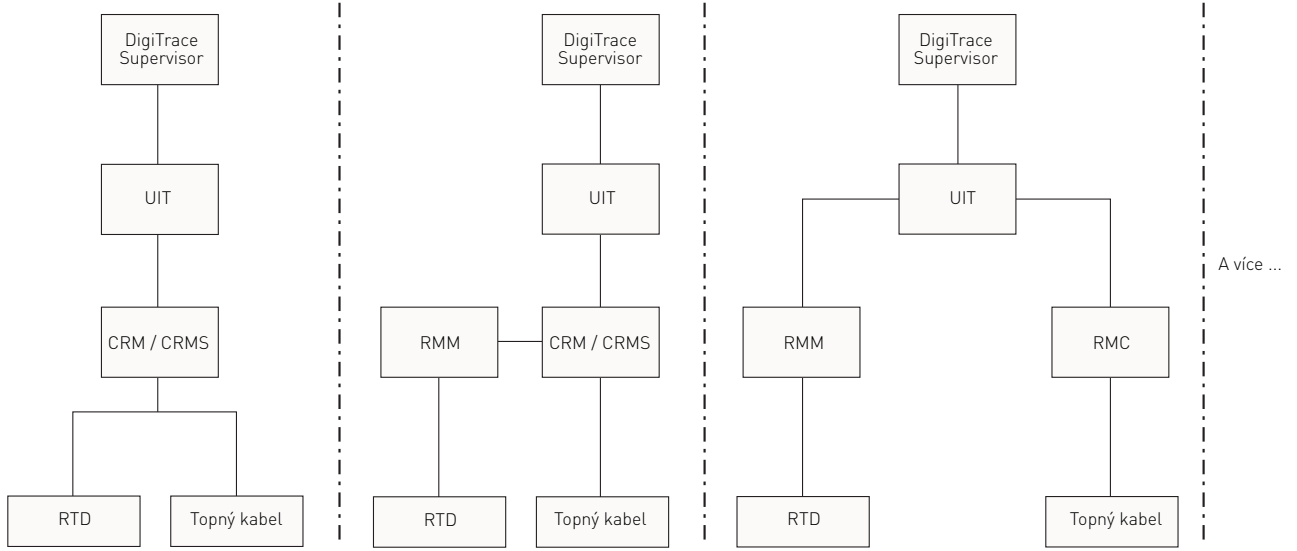 DigiTrace
Supervisor
UIT
CRM / CRMS
RTD
Topný kabel
DigiTrace
Supervisor
UIT
RMM
CRM / CRMS
RTD
Topný kabel
DigiTrace
Supervisor
UIT
RMM
RMC
RTD
Topný kabel
A více ...